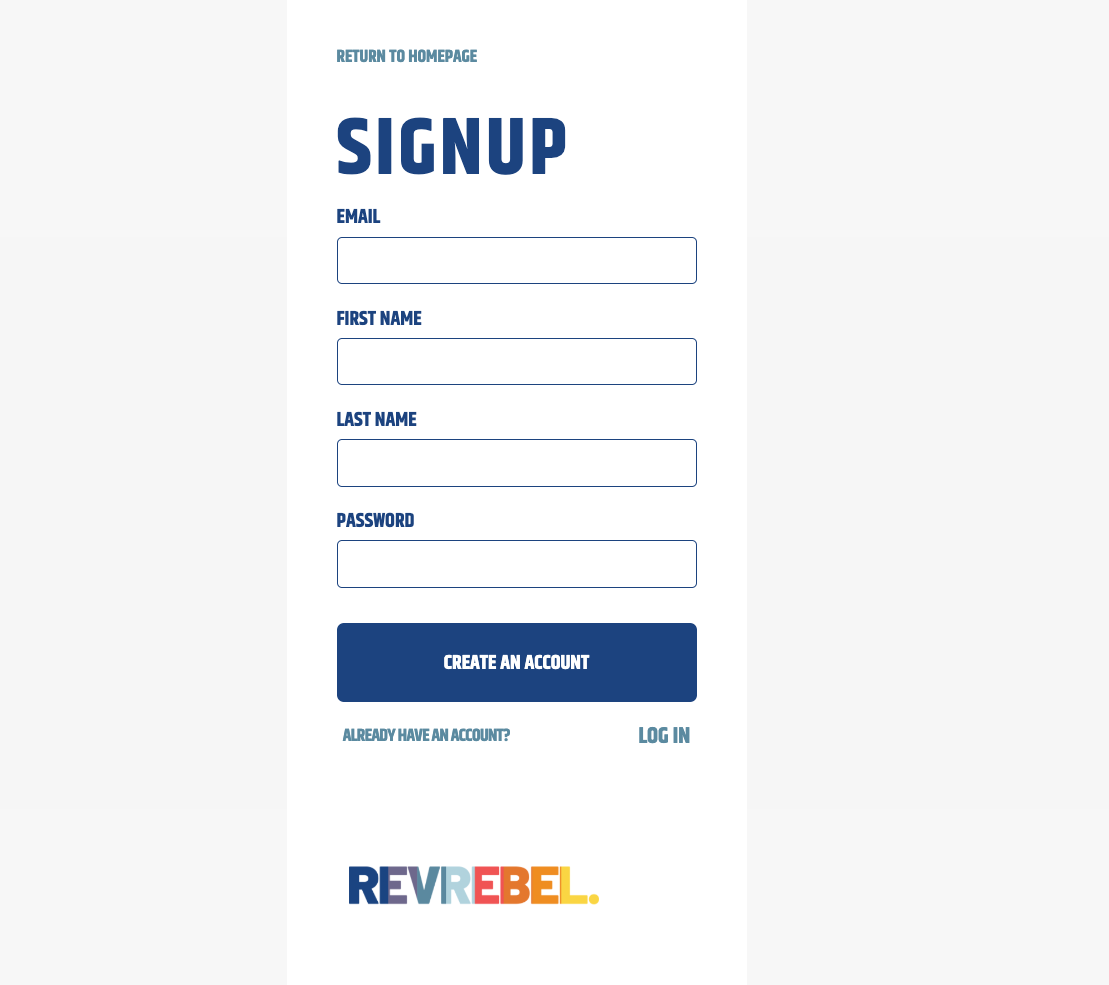 RETURN TO HOMEPAGE
SIGNUP
EMAIL
FIRST NAME
LAST NAME
PASSWORD
CREATE AN ACCOUNT
ALREADY HAVE AN ACCOUNT? LOG IN
REVREBEL.